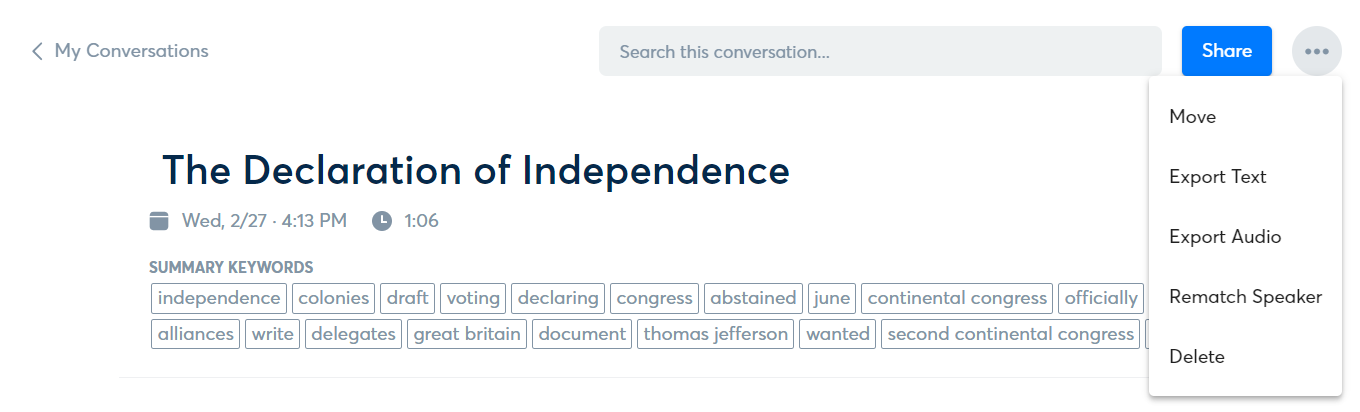 My Conversations
Search this conversation...
Share
Move
Export Text
Export Audio
Rematch Speaker
Delete
The Declaration of Independence
Wed, 2/27 · 4:13 PM 1:06
SUMMARY KEYWORDS
independence colonies draft voting declaring congress abstained june continental congress officially
alliances write delegates great britain document thomas jefferson wanted second continental congress